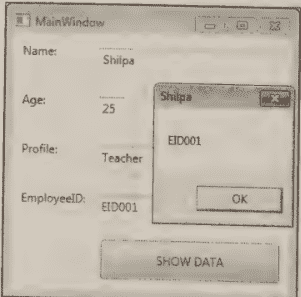 MainWindow
Name:
Shilpa
Age:
25
Shilpa
EID001
OK
Profile:
Teacher
EmployeeID:
EID001
SHOW DATA